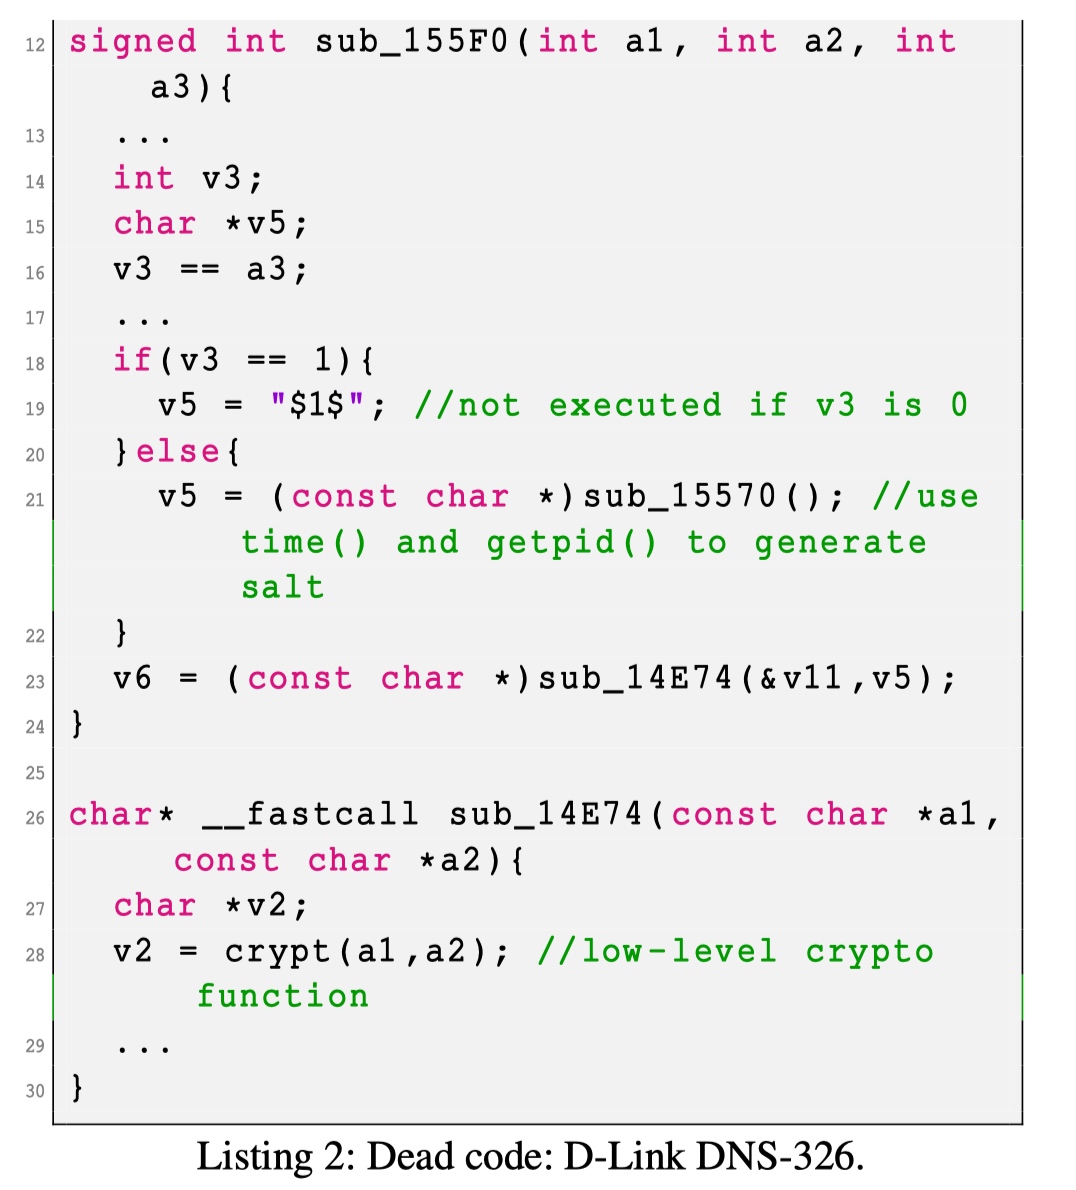 12 signed int sub_155F0(int a1, int a2, int
a3){
13 ...
14 int v3;
15 char *v5;
16 v3 == a3;
17 ...
18 if(v3 == 1){
19 v5 = "$1$"; //not executed if v3 is 0
20 }else{
21 v5 = (const char *)sub_15570(); //use
time() and getpid() to generate
salt
22 }
23 v6 = (const char *)sub_14E74(&v11,v5);
24 }
25
26 char* __fastcall sub_14E74(const char *a1,
const char *a2){
27 char *v2;
28 v2 = crypt(a1,a2); //low-level crypto
function
29 ...
30 }
Listing 2: Dead code: D-Link DNS-326.